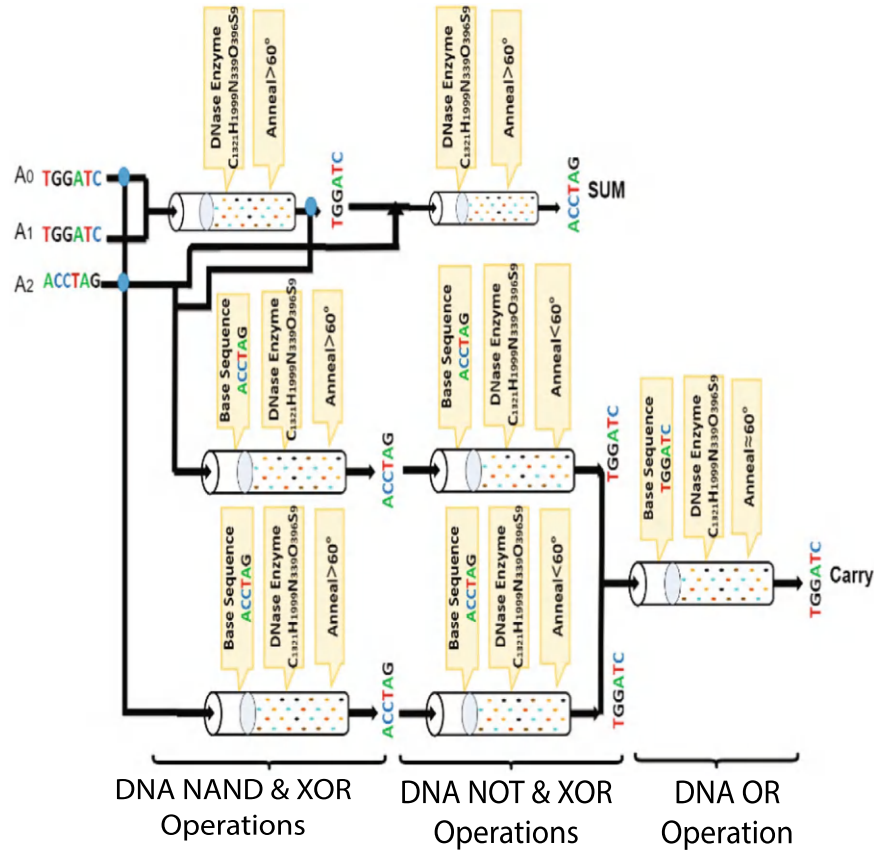 DNase Enzyme
C₁₃₂₁H₁₉₉₉N₃₃₉O₃₉₆S₉
Anneal>60°
DNase Enzyme
C₁₃₂₁H₁₉₉₉N₃₃₉O₃₉₆S₉
Anneal>60°
A0 TGGATC
A1 TGGATC
A2 ACCTAG
TGGATC
ACCTAG
SUM
Base Sequence
ACCTAG
DNase Enzyme
C₁₃₂₁H₁₉₉₉N₃₃₉O₃₉₆S₉
Anneal>60°
ACCTAG
Base Sequence
ACCTAG
DNase Enzyme
C₁₃₂₁H₁₉₉₉N₃₃₉O₃₉₆S₉
Anneal<60°
TGGATC
Base Sequence
TGGATC
DNase Enzyme
C₁₃₂₁H₁₉₉₉N₃₃₉O₃₉₆S₉
Anneal≈60°
TGGATC
Carry
Base Sequence
ACCTAG
DNase Enzyme
C₁₃₂₁H₁₉₉₉N₃₃₉O₃₉₆S₉
Anneal>60°
ACCTAG
Base Sequence
ACCTAG
DNase Enzyme
C₁₃₂₁H₁₉₉₉N₃₃₉O₃₉₆S₉
Anneal<60°
TGGATC
DNA NAND & XOR
Operations
DNA NOT & XOR
Operations
DNA OR
Operation